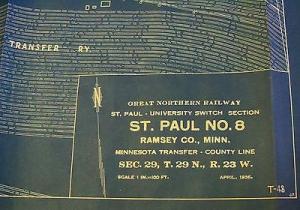 TRANSFER RY.
N
GREAT NORTHERN RAILWAY
ST. PAUL - UNIVERSITY SWITCH SECTION
ST. PAUL NO. 8
RAMSEY CO., MINN.
MINNESOTA TRANSFER - COUNTY LINE
SEC. 29, T. 29 N., R. 23 W.
SCALE 1 IN.=100 FT. APRIL, 1936.
T-48